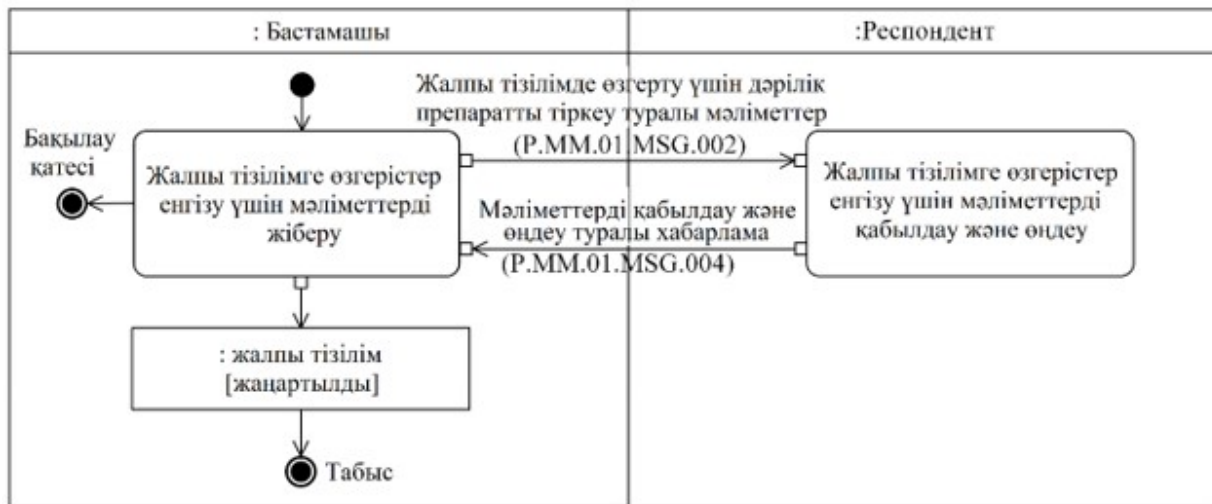 : Бастамашы
:Респондент
Жалпы тізілімде өзгерту үшін дәрілік
препаратты тіркеу туралы мәліметтер
(P.MM.01.MSG.002)
Бақылау
қатесі
Жалпы тізілімге өзгерістер
енгізу үшін мәліметтерді
жіберу
Жалпы тізілімге өзгерістер
енгізу үшін мәліметтерді
қабылдау және өңдеу
Мәліметтерді қабылдау және
өңдеу туралы хабарлама
(P.MM.01.MSG.004)
: жалпы тізілім
[жаңартылды]
Табыс